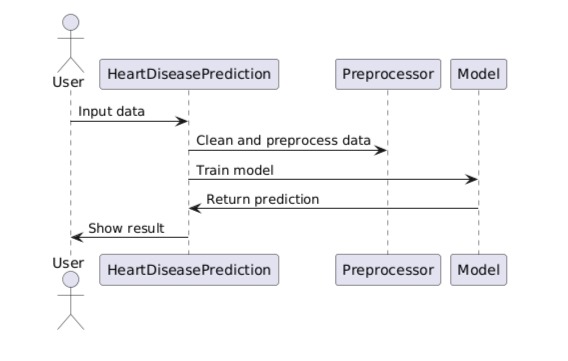 User
HeartDiseasePrediction
Preprocessor
Model
Input data
Clean and preprocess data
Train model
Return prediction
Show result
User
HeartDiseasePrediction
Preprocessor
Model